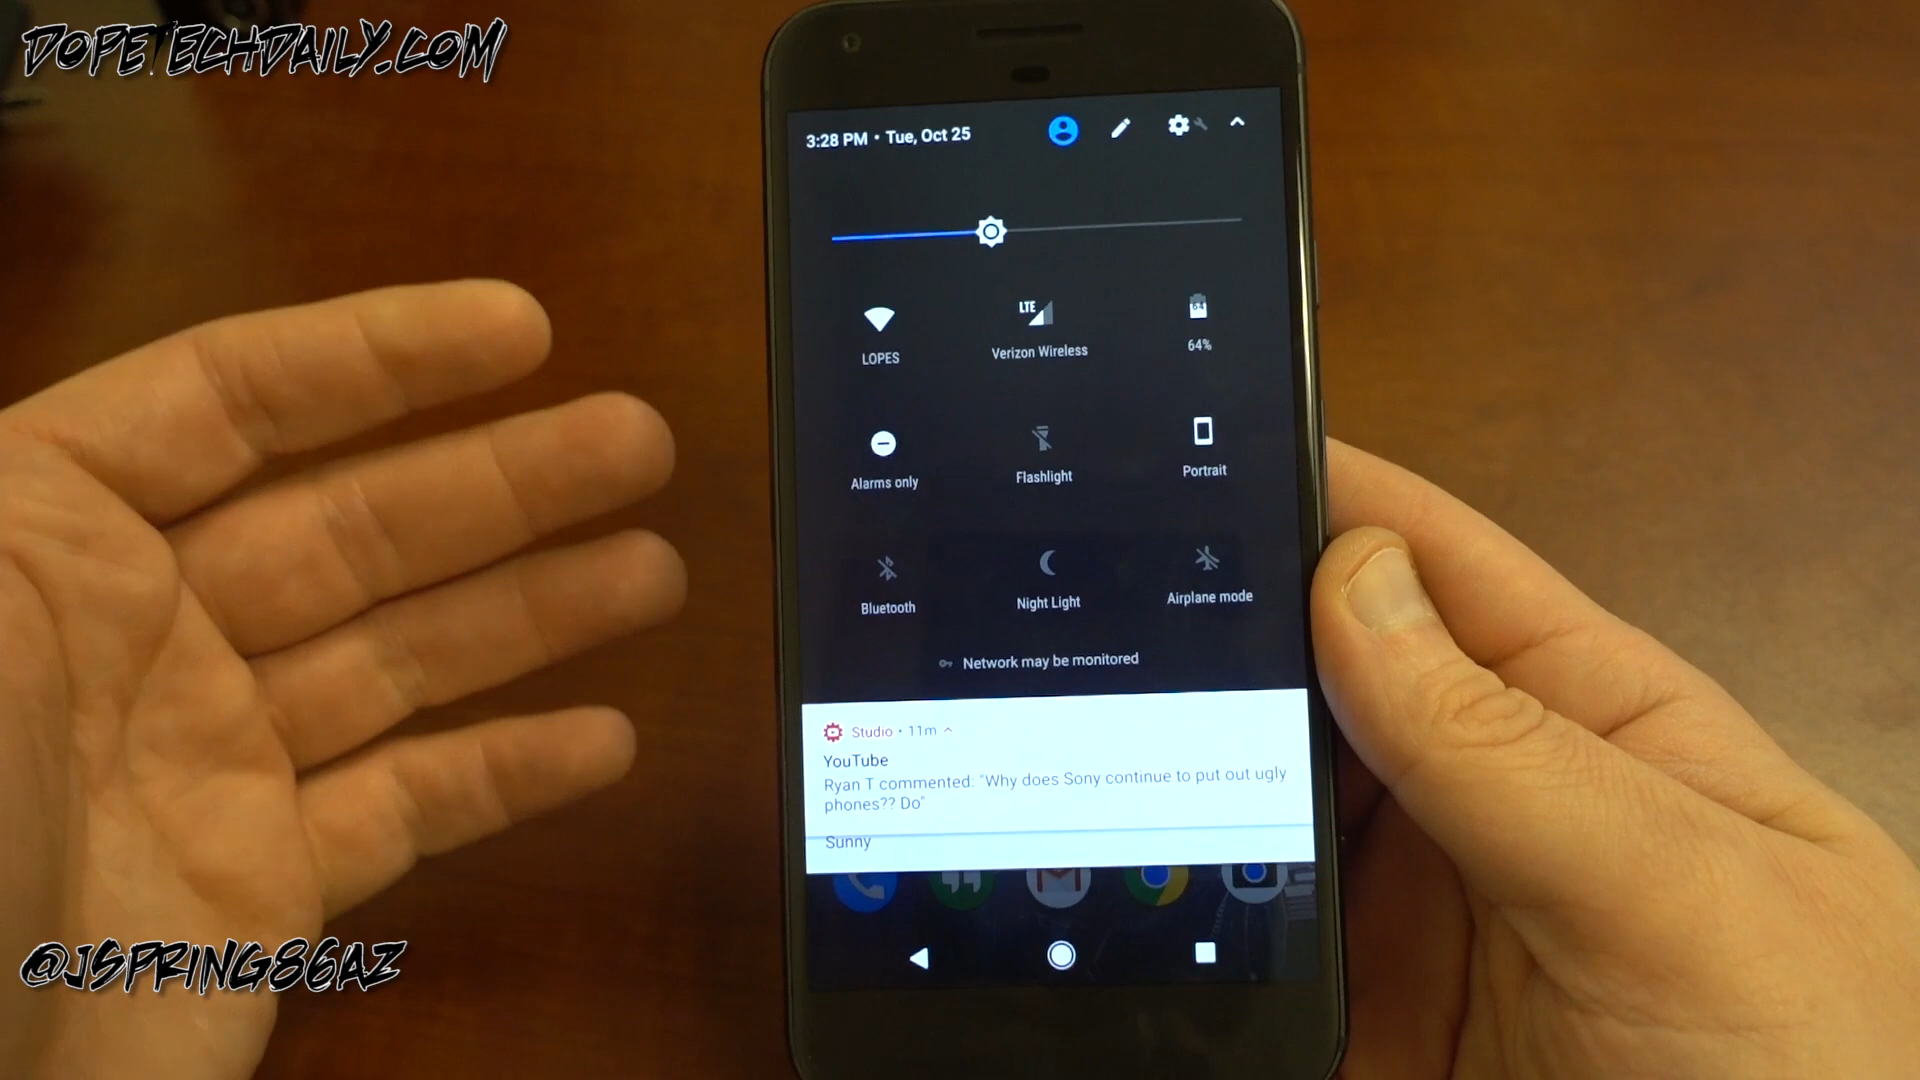 DOPETECHDAILY.COM
3:28 PM • Tue, Oct 25
LTE
64
LOPES
Verizon Wireless
64%
Alarms only
Flashlight
Portrait
Bluetooth
Night Light
Airplane mode
Network may be monitored
Studio • 11m
YouTube
Ryan T commented: "Why does Sony continue to put out ugly
phones?? Do"
Sunny
@JSPRING86AZ